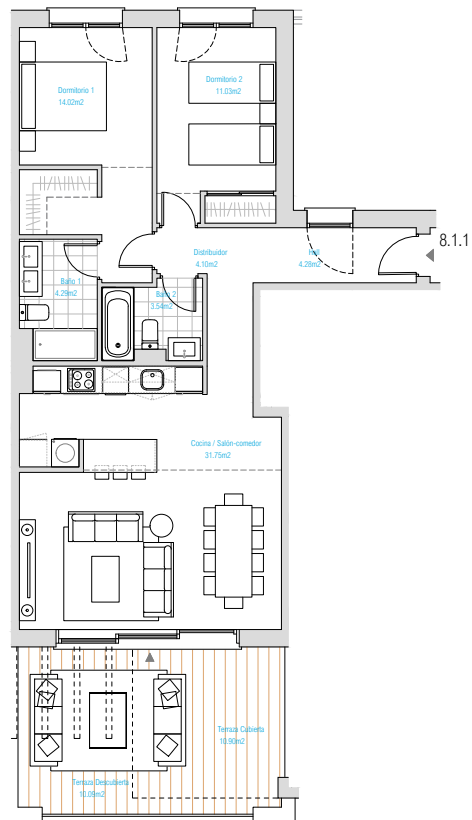 Dormitorio 1
14.02m2
Dormitorio 2
11.03m2
8.1.1
Distribuidor
4.10m2
Hall
4.28m2
Baño 1
4.29m2
Baño 2
3.54m2
Cocina / Salón-comedor
31.75m2
Terraza Cubierta
10.90m2
Terraza Descubierta
10.09m2